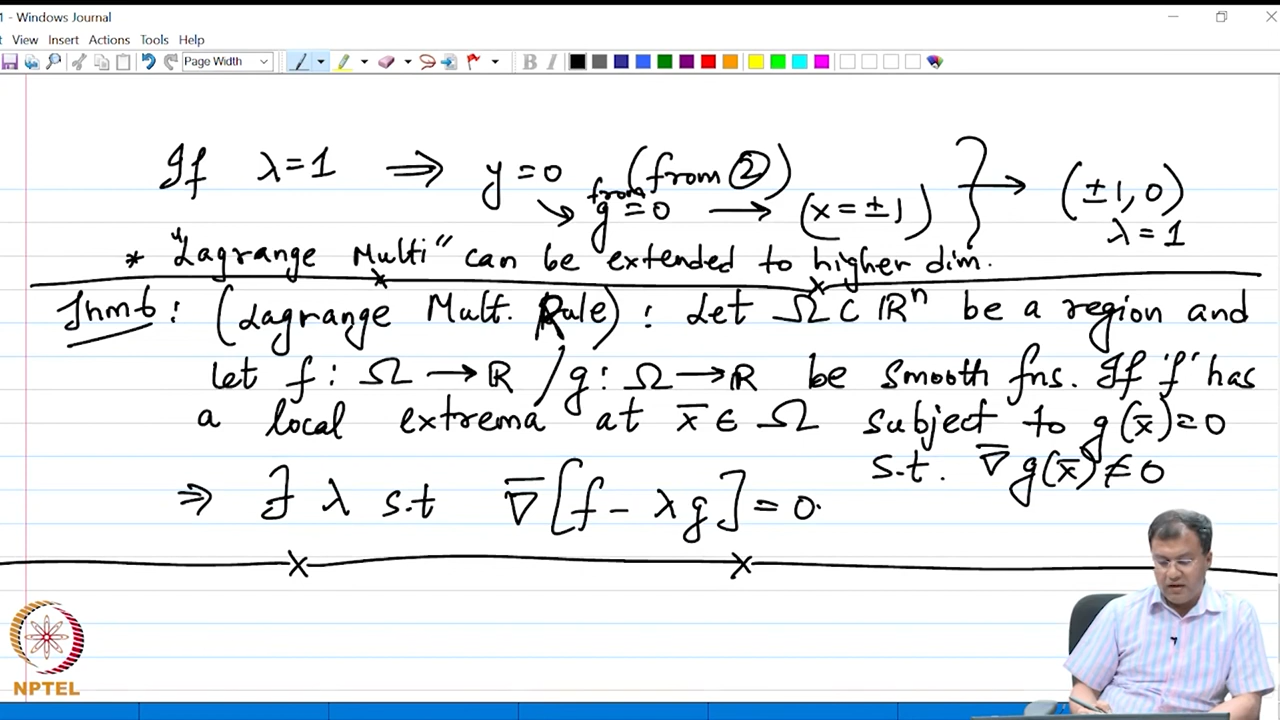 1 - Windows Journal
t View Insert Actions Tools Help
Page Width
If λ=1 ⟹ y=0 (from ②)
from g=0 → (x=±1) } → (±1, 0)
λ=1
* "Lagrange Multi" can be extended to higher dim.
Thm6: (Lagrange Mult. Rule): Let Ω⊂ℝⁿ be a region and
let f: Ω→ℝ / g: Ω→ℝ be smooth fns. If 'f' has
a local extrema at x̄ ∈ Ω subject to g(x̄)=0
s.t. ∇̄g(x̄)≠0
⇒ ∃ λ s.t ∇̄[f-λg]=0.
NPTEL